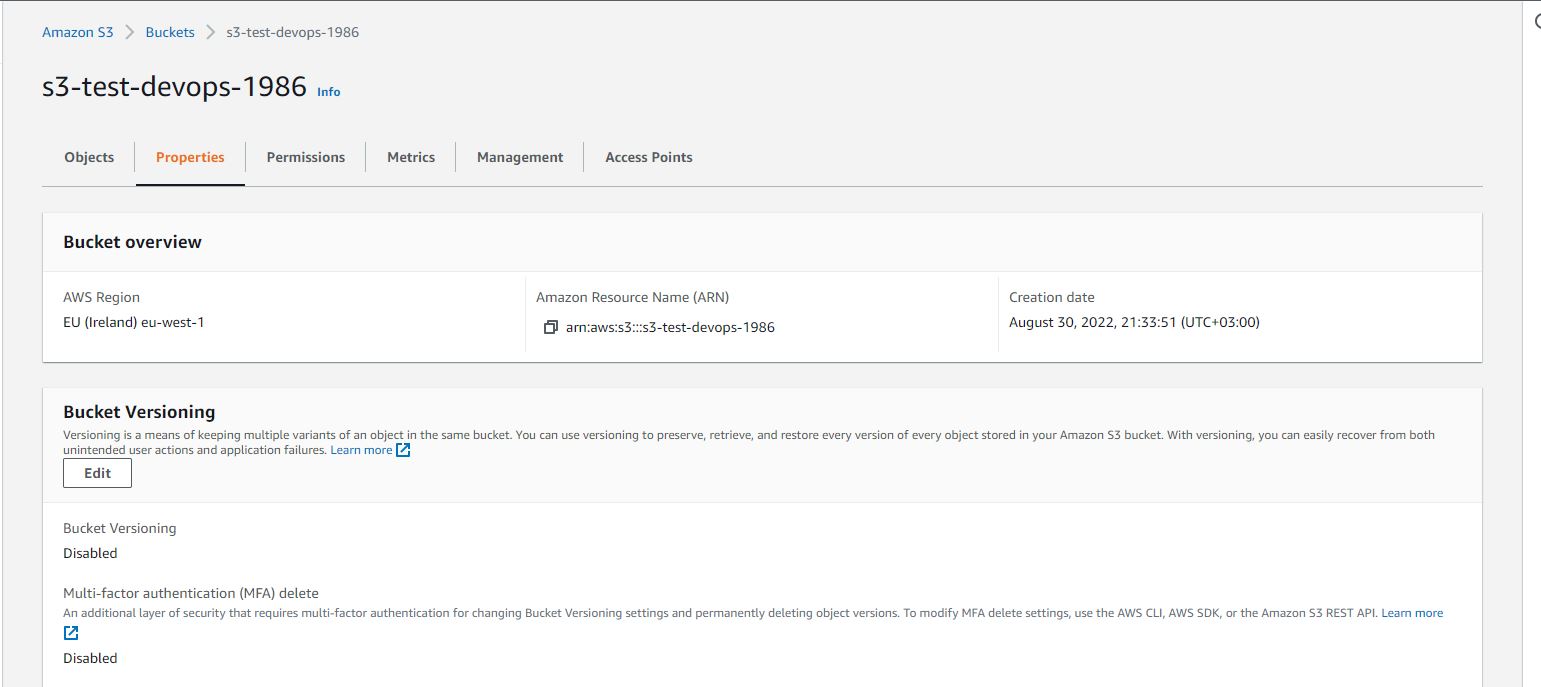 Amazon S3 > Buckets > s3-test-devops-1986
s3-test-devops-1986 Info
Objects Properties Permissions Metrics Management Access Points
Bucket overview
AWS Region
EU (Ireland) eu-west-1
Amazon Resource Name (ARN)
arn:aws:s3:::s3-test-devops-1986
Creation date
August 30, 2022, 21:33:51 (UTC+03:00)
Bucket Versioning
Versioning is a means of keeping multiple variants of an object in the same bucket. You can use versioning to preserve, retrieve, and restore every version of every object stored in your Amazon S3 bucket. With versioning, you can easily recover from both
unintended user actions and application failures. Learn more
Edit
Bucket Versioning
Disabled
Multi-factor authentication (MFA) delete
An additional layer of security that requires multi-factor authentication for changing Bucket Versioning settings and permanently deleting object versions. To modify MFA delete settings, use the AWS CLI, AWS SDK, or the Amazon S3 REST API. Learn more
Disabled